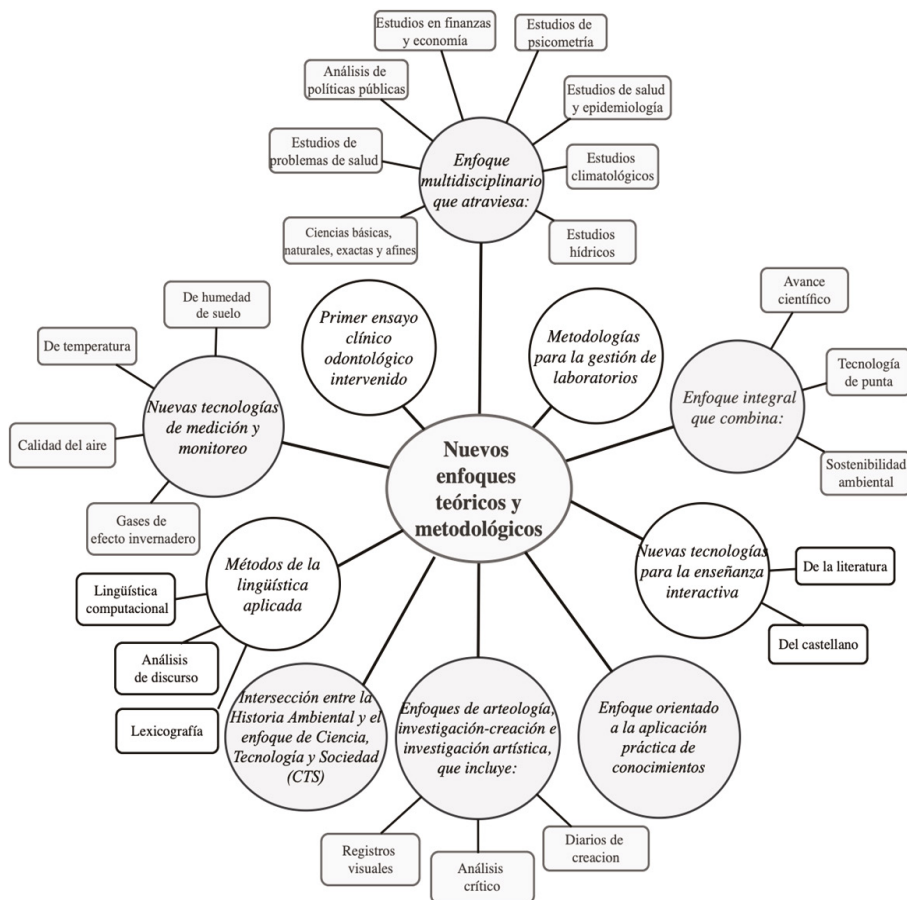 Estudios en finanzas
y economía
Estudios de
psicometría
Análisis de
políticas públicas
Estudios de salud
y epidemiología
Estudios de
problemas de salud
Enfoque
multidisciplinario
que atraviesa:
Estudios
climatológicos
Ciencias básicas,
naturales, exactas y afines
Estudios
hídricos
De humedad
de suelo
Primer ensayo
clínico
odontológico
intervenido
Metodologías
para la gestión de
laboratorios
Avance
científico
De temperatura
Nuevas tecnologías
de medición y
monitoreo
Enfoque integral
que combina:
Tecnología
de punta
Calidad del aire
Nuevos
enfoques
teóricos y
metodológicos
Sostenibilidad
ambiental
Gases de
efecto invernadero
Métodos de la
lingüística
aplicada
Nuevas tecnologías
para la enseñanza
interactiva
De la literatura
Lingüística
computacional
Del castellano
Análisis
de discurso
Lexicografía
Intersección entre la
Historia Ambiental y el
enfoque de Ciencia,
Tecnología y Sociedad
(CTS)
Enfoques de arteología,
investigación-creación e
investigación artística,
que incluye:
Enfoque orientado
a la aplicación
práctica de
conocimientos
Registros
visuales
Análisis
crítico
Diarios de
creacion